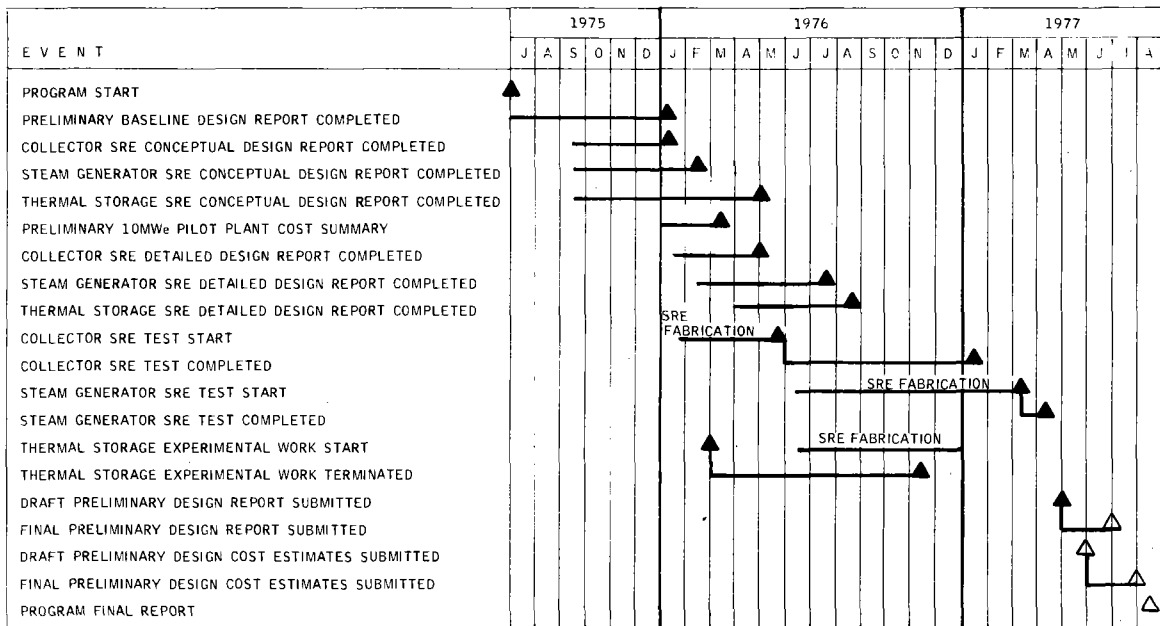 1975 1976 1977
E V E N T J A S O N D J F M A M J J A S O N D J F M A M J J A
PROGRAM START
PRELIMINARY BASELINE DESIGN REPORT COMPLETED
COLLECTOR SRE CONCEPTUAL DESIGN REPORT COMPLETED
STEAM GENERATOR SRE CONCEPTUAL DESIGN REPORT COMPLETED
THERMAL STORAGE SRE CONCEPTUAL DESIGN REPORT COMPLETED
PRELIMINARY 10MWe PILOT PLANT COST SUMMARY
COLLECTOR SRE DETAILED DESIGN REPORT COMPLETED
STEAM GENERATOR SRE DETAILED DESIGN REPORT COMPLETED
THERMAL STORAGE SRE DETAILED DESIGN REPORT COMPLETED
SRE
FABRICATION
COLLECTOR SRE TEST START
COLLECTOR SRE TEST COMPLETED
STEAM GENERATOR SRE TEST START SRE FABRICATION
STEAM GENERATOR SRE TEST COMPLETED
THERMAL STORAGE EXPERIMENTAL WORK START SRE FABRICATION
THERMAL STORAGE EXPERIMENTAL WORK TERMINATED
DRAFT PRELIMINARY DESIGN REPORT SUBMITTED
FINAL PRELIMINARY DESIGN REPORT SUBMITTED
DRAFT PRELIMINARY DESIGN COST ESTIMATES SUBMITTED
FINAL PRELIMINARY DESIGN COST ESTIMATES SUBMITTED
PROGRAM FINAL REPORT